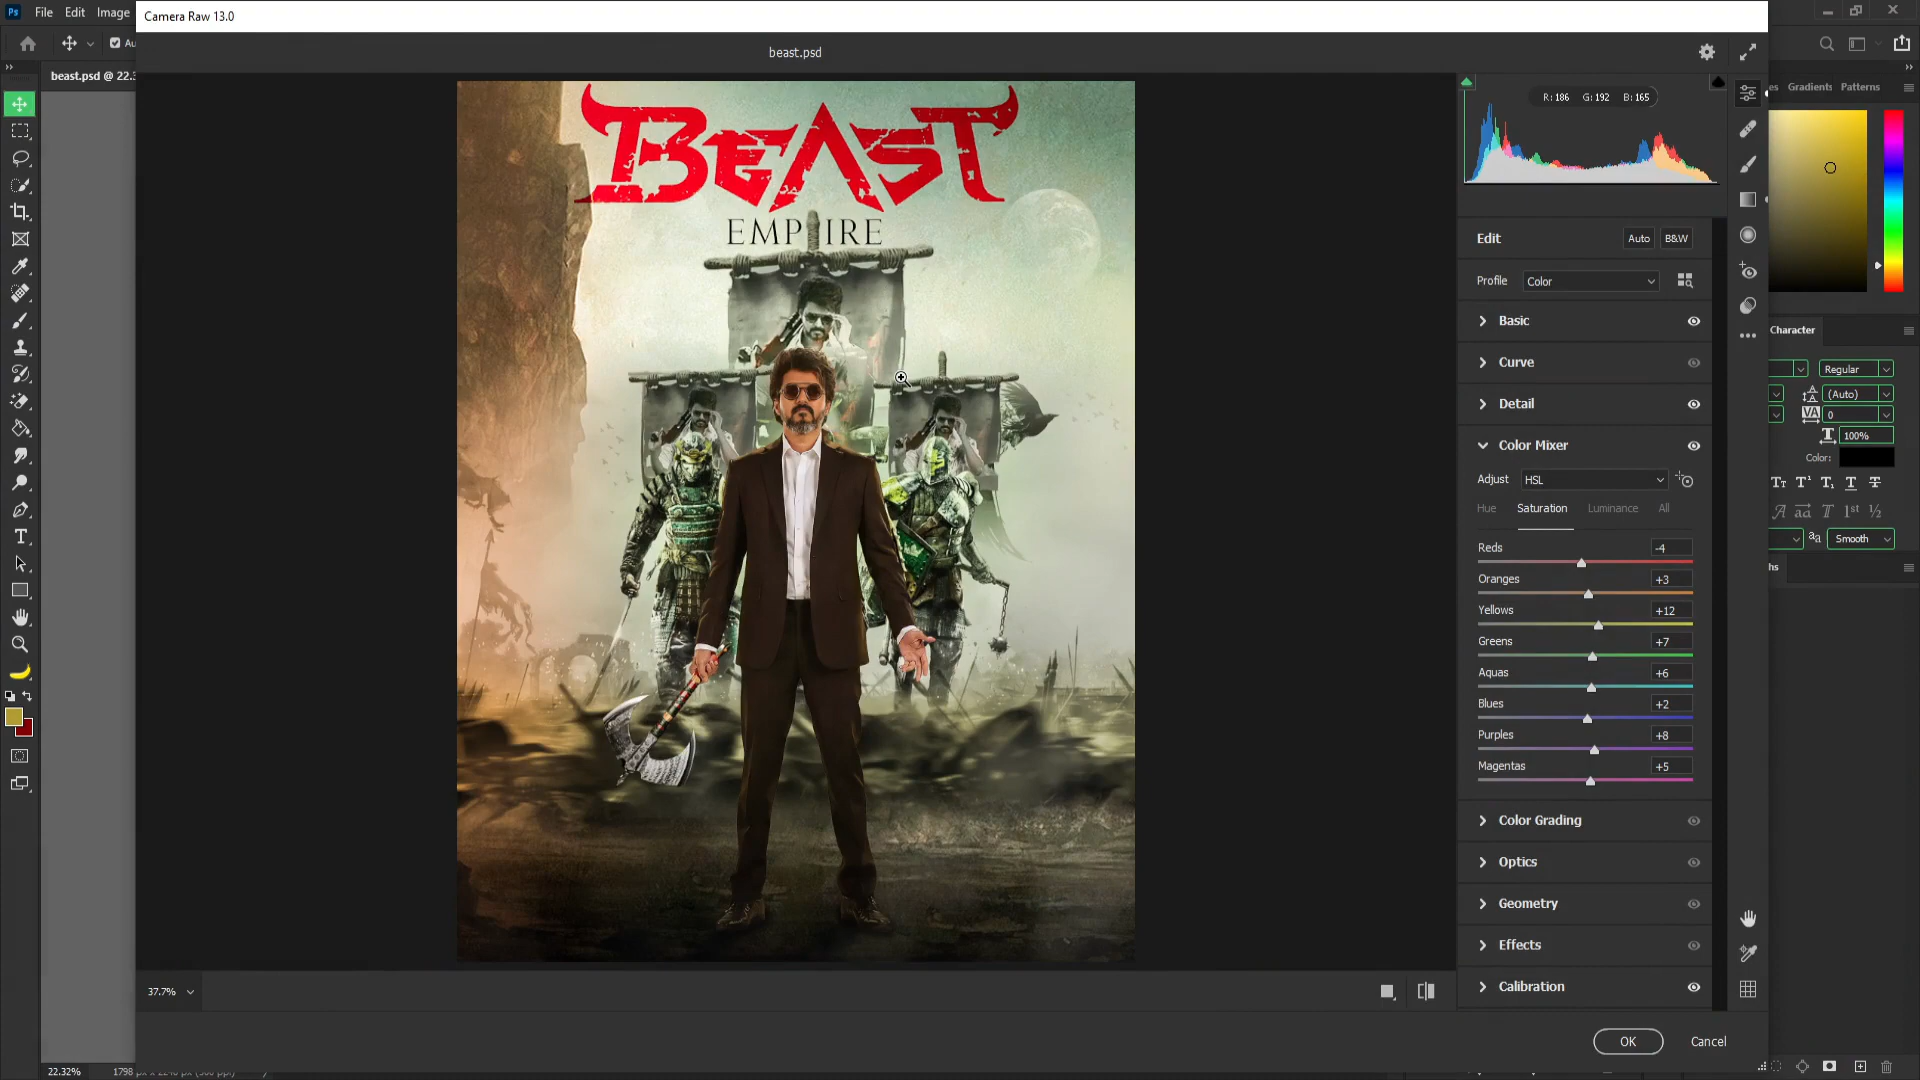 Ps File Edit Image
Camera Raw 13.0
beast.psd
beast.psd @ 22.3
R: 186 G: 192 B: 165
Gradients Patterns
BEAST
EMPIRE
Edit Auto B&W
Profile Color
Basic
Curve
Detail
Color Mixer
Adjust HSL
Hue Saturation Luminance All
Reds -4
Oranges +3
Yellows +12
Greens +7
Aquas +6
Blues +2
Purples +8
Magentas +5
Color Grading
Optics
Geometry
Effects
Calibration
Character
Regular
(Auto)
VA 0
T 100%
Color:
aa Smooth
37.7%
OK Cancel
22.32%